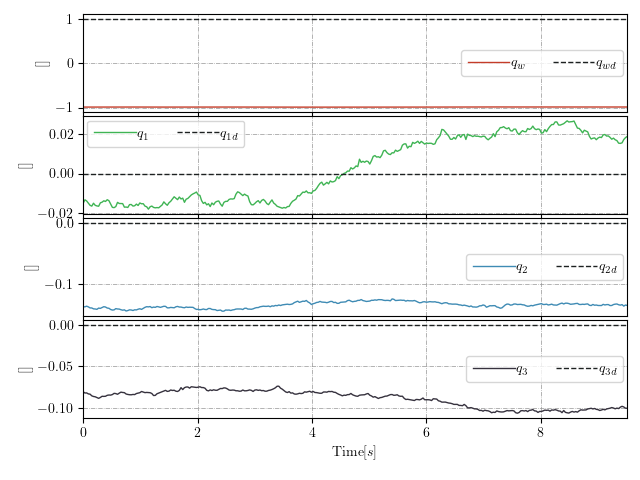 1
0
−1
[]
q_w q_wd
0.02
0.00
−0.02
[]
q_1 q_1d
0.0
−0.1
[]
q_2 q_2d
0.00
−0.05
−0.10
[]
q_3 q_3d
0 2 4 6 8
Time[s]